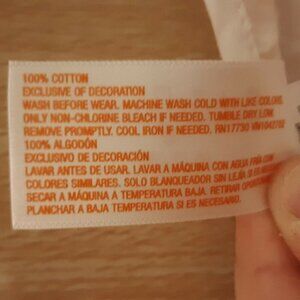 100% COTTON
EXCLUSIVE OF DECORATION
WASH BEFORE WEAR. MACHINE WASH COLD WITH LIKE COLORS.
ONLY NON-CHLORINE BLEACH IF NEEDED. TUMBLE DRY LOW.
REMOVE PROMPTLY. COOL IRON IF NEEDED. RN17730
100% ALGODÓN
EXCLUSIVO DE DECORACIÓN
LAVAR ANTES DE USAR. LAVAR A MÁQUINA CON AGUA FRÍA CON
COLORES SIMILARES. SOLO BLANQUEADOR SIN LEJÍA SI ES NECESARIO.
SECAR A MÁQUINA A TEMPERATURA BAJA. RETIRAR
PLANCHAR A BAJA TEMPERATURA SI ES NECESARIO.